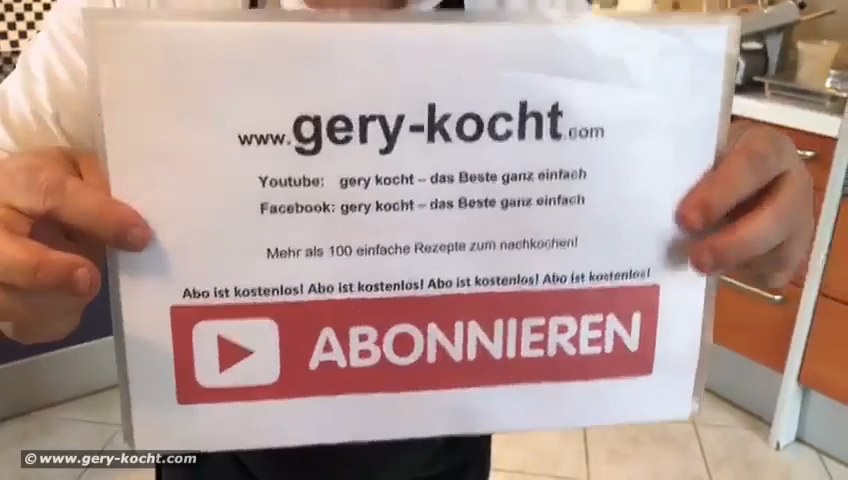 www.gery-kocht.com
Youtube: gery kocht – das Beste ganz einfach
Facebook: gery kocht – das Beste ganz einfach
Mehr als 100 einfache Rezepte zum nachkochen!
Abo ist kostenlos! Abo ist kostenlos! Abo ist kostenlos! Abo ist kostenlos!
ABONNIEREN
© www.gery-kocht.com